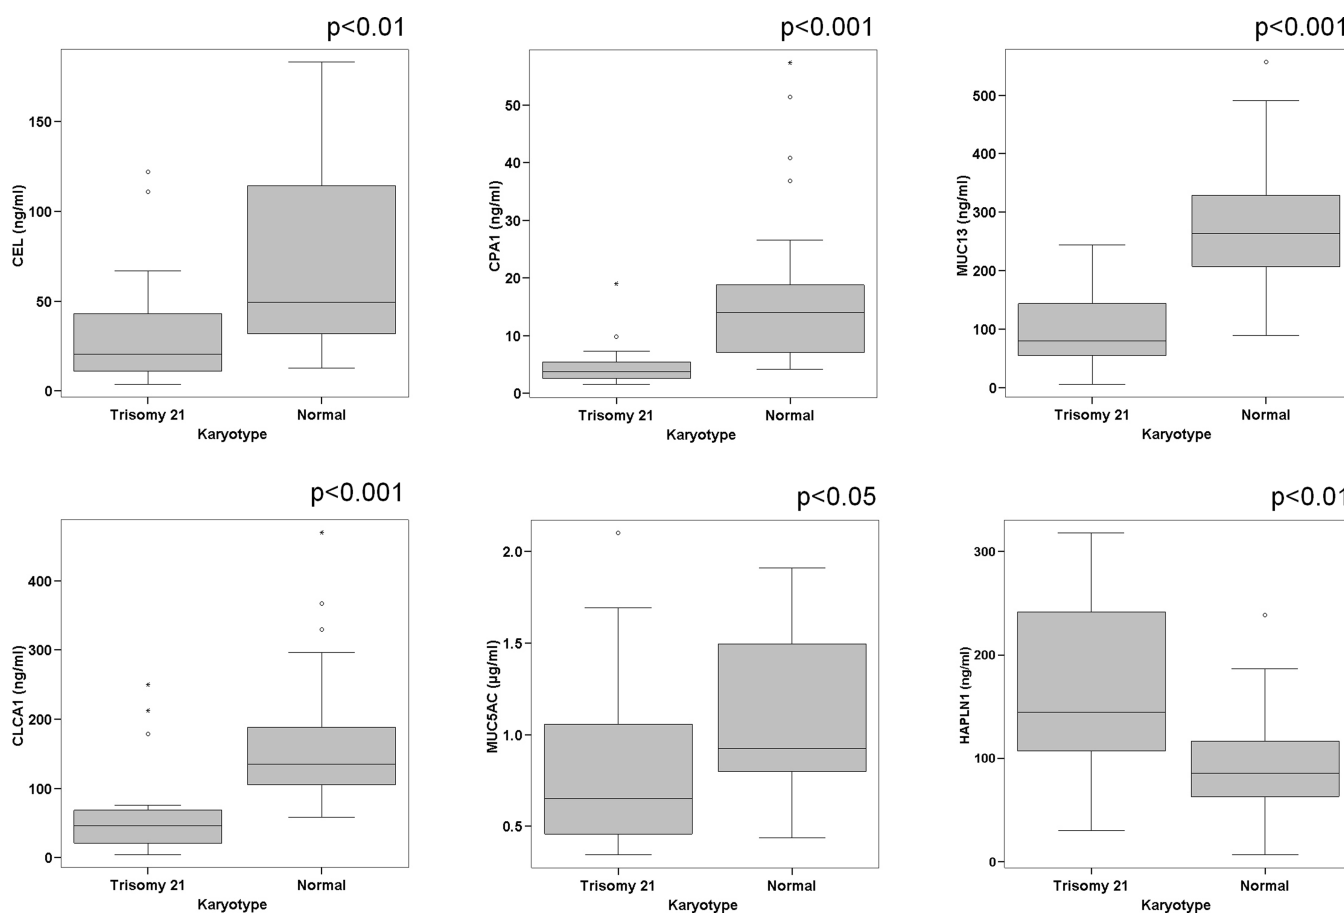 p<0.01
CEL (ng/ml)
150
100
50
0
Trisomy 21
Normal
Karyotype
p<0.001
CPA1 (ng/ml)
50
40
30
20
10
0
Trisomy 21
Normal
Karyotype
p<0.001
MUC13 (ng/ml)
500
400
300
200
100
0
Trisomy 21
Normal
Karyotype
p<0.001
CLCA1 (ng/ml)
400
300
200
100
0
Trisomy 21
Normal
Karyotype
p<0.05
MUC5AC (µg/ml)
2.0
1.5
1.0
0.5
Trisomy 21
Normal
Karyotype
p<0.01
HAPLN1 (ng/ml)
300
200
100
0
Trisomy 21
Normal
Karyotype